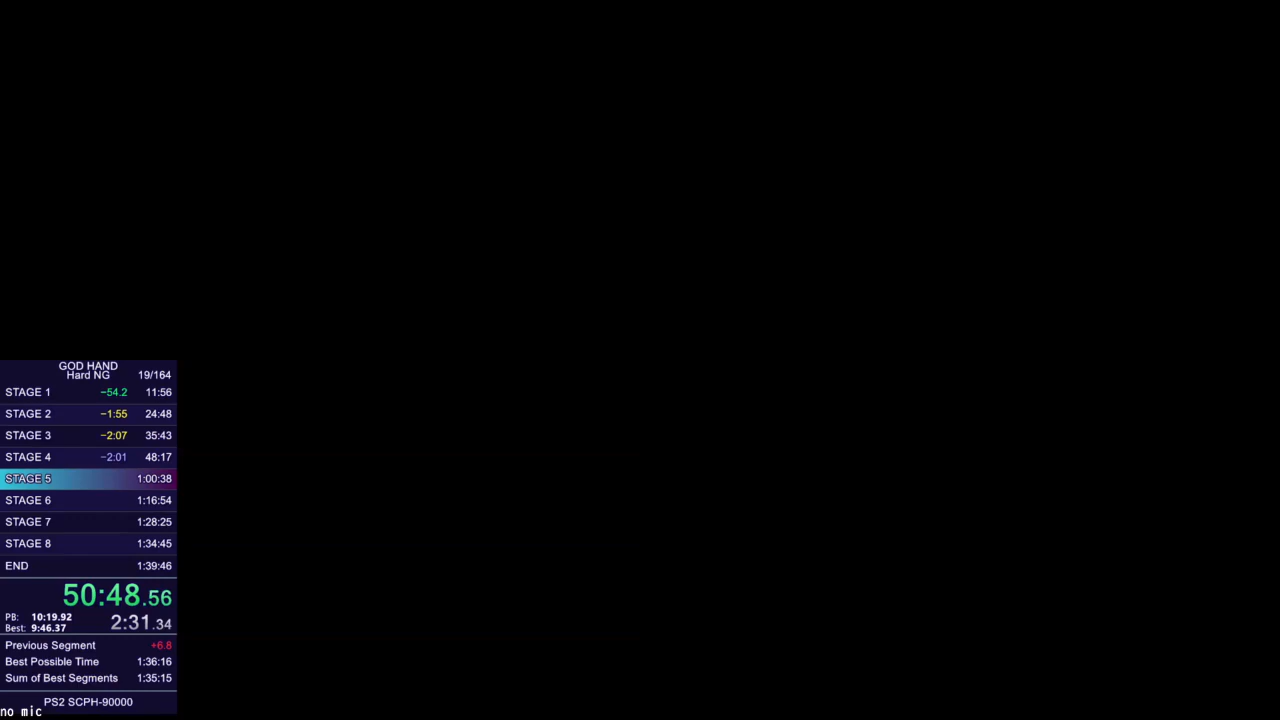 GOD HAND
Hard NG 19/164
STAGE 1 −54.2 11:56
STAGE 2 −1:55 24:48
STAGE 3 −2:07 35:43
STAGE 4 −2:01 48:17
STAGE 5 1:00:38
STAGE 6 1:16:54
STAGE 7 1:28:25
STAGE 8 1:34:45
END 1:39:46
50:48.56
PB: 10:19.92
Best: 9:46.37
2:31.34
Previous Segment +6.8
Best Possible Time 1:36:16
Sum of Best Segments 1:35:15
PS2 SCPH-90000
no mic